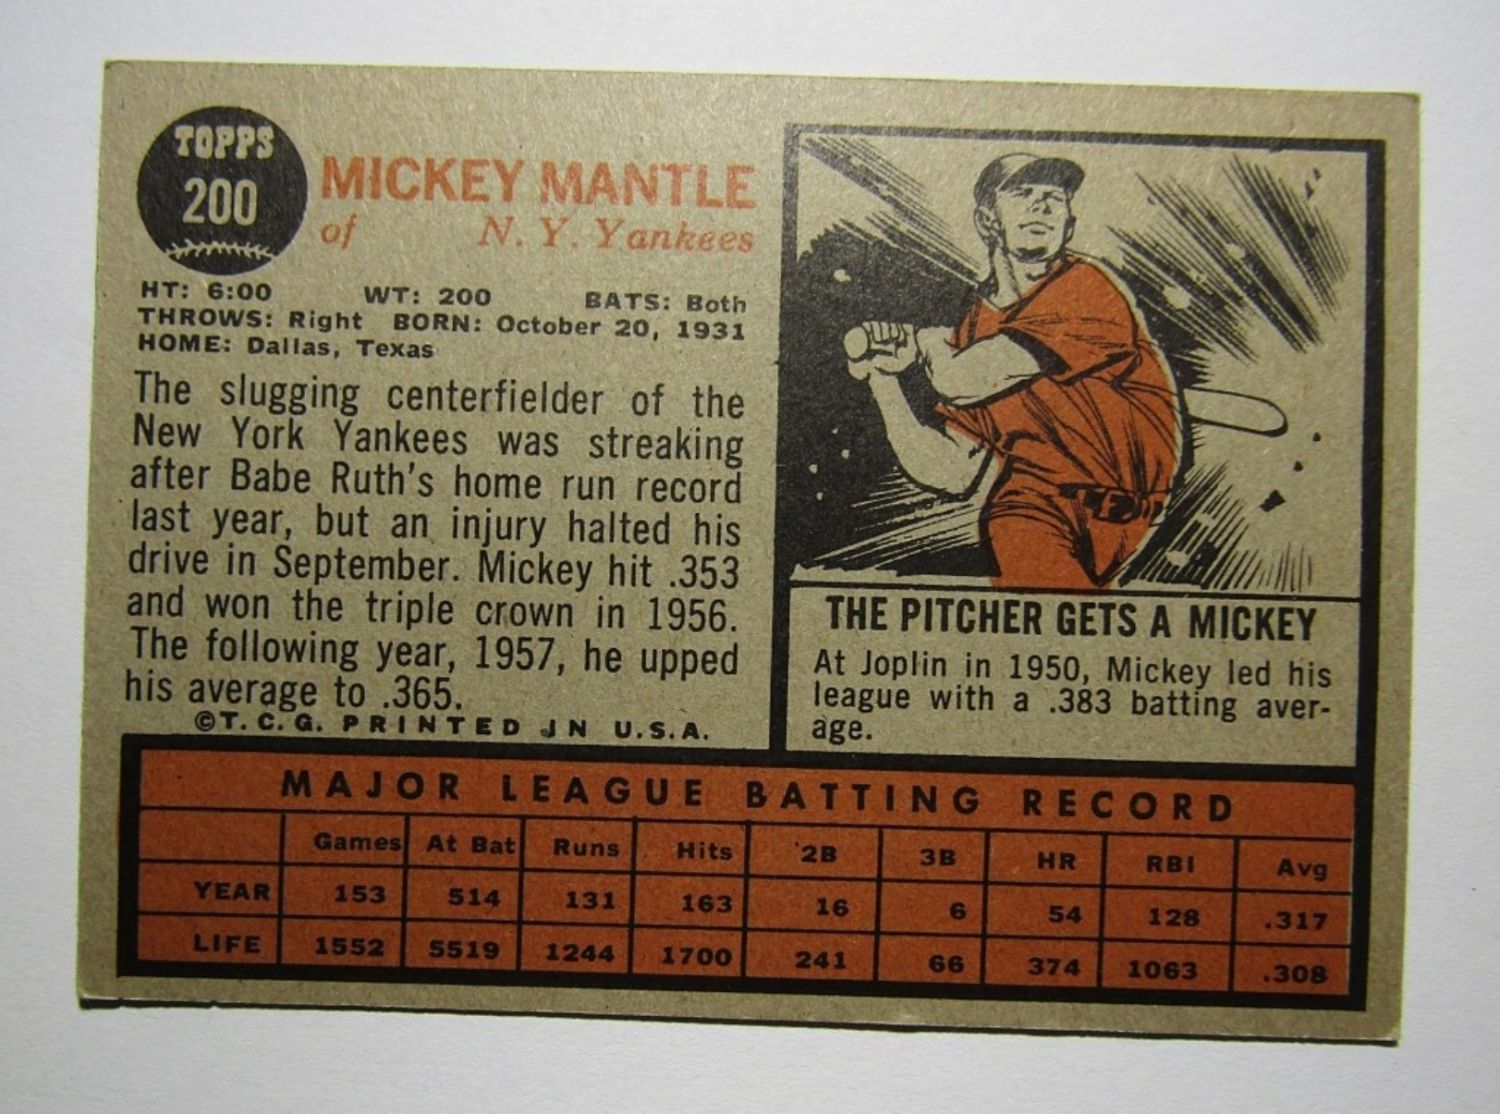 TOPPS
200
MICKEY MANTLE
of N. Y. Yankees
HT: 6:00 WT: 200 BATS: Both
THROWS: Right BORN: October 20, 1931
HOME: Dallas, Texas
The slugging centerfielder of the
New York Yankees was streaking
after Babe Ruth's home run record
last year, but an injury halted his
drive in September. Mickey hit .353
and won the triple crown in 1956.
The following year, 1957, he upped
his average to .365.
©T.C.G. PRINTED IN U.S.A.
THE PITCHER GETS A MICKEY
At Joplin in 1950, Mickey led his
league with a .383 batting aver-
age.
MAJOR LEAGUE BATTING RECORD
Games At Bat Runs Hits 2B 3B HR RBI Avg
YEAR 153 514 131 163 16 6 54 128 .317
LIFE 1552 5519 1244 1700 241 66 374 1063 .308